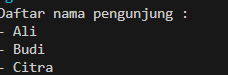 Daftar nama pengunjung :
- Ali
- Budi
- Citra